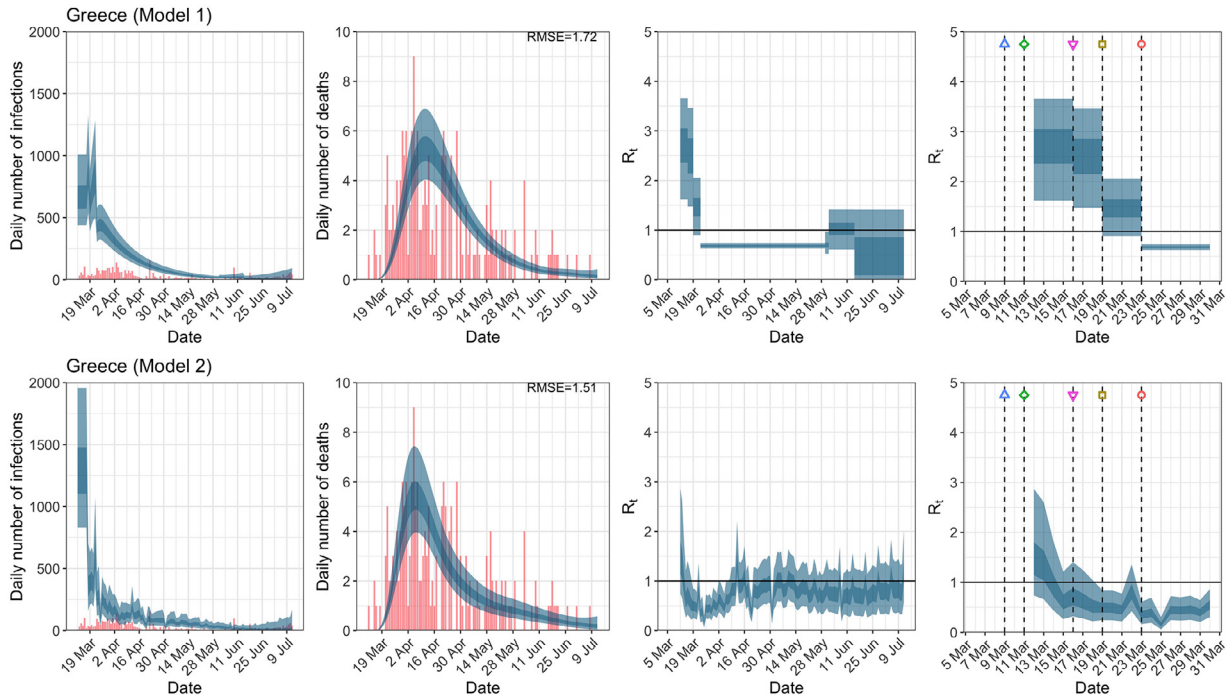 Greece (Model 1)
Daily number of infections
2000
1500
1000
500
0
19 Mar
2 Apr
16 Apr
30 Apr
14 May
28 May
11 Jun
25 Jun
9 Jul
Date
Daily number of deaths
RMSE=1.72
10
8
6
4
2
0
19 Mar
2 Apr
16 Apr
30 Apr
14 May
28 May
11 Jun
25 Jun
9 Jul
Date
Rt
5
4
3
2
1
0
5 Mar
19 Mar
2 Apr
16 Apr
30 Apr
14 May
28 May
11 Jun
25 Jun
9 Jul
Date
Rt
5
4
3
2
1
0
5 Mar
7 Mar
9 Mar
11 Mar
13 Mar
15 Mar
17 Mar
19 Mar
21 Mar
23 Mar
25 Mar
27 Mar
29 Mar
31 Mar
Date
Greece (Model 2)
Daily number of infections
2000
1500
1000
500
0
19 Mar
2 Apr
16 Apr
30 Apr
14 May
28 May
11 Jun
25 Jun
9 Jul
Date
Daily number of deaths
RMSE=1.51
10
8
6
4
2
0
19 Mar
2 Apr
16 Apr
30 Apr
14 May
28 May
11 Jun
25 Jun
9 Jul
Date
Rt
5
4
3
2
1
0
5 Mar
19 Mar
2 Apr
16 Apr
30 Apr
14 May
28 May
11 Jun
25 Jun
9 Jul
Date
Rt
5
4
3
2
1
0
5 Mar
7 Mar
9 Mar
11 Mar
13 Mar
15 Mar
17 Mar
19 Mar
21 Mar
23 Mar
25 Mar
27 Mar
29 Mar
31 Mar
Date